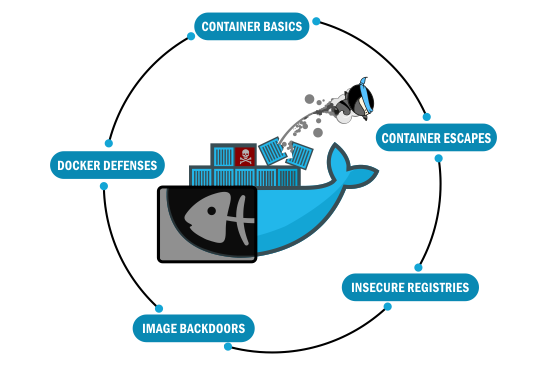 CONTAINER BASICS
CONTAINER ESCAPES
INSECURE REGISTRIES
IMAGE BACKDOORS
DOCKER DEFENSES